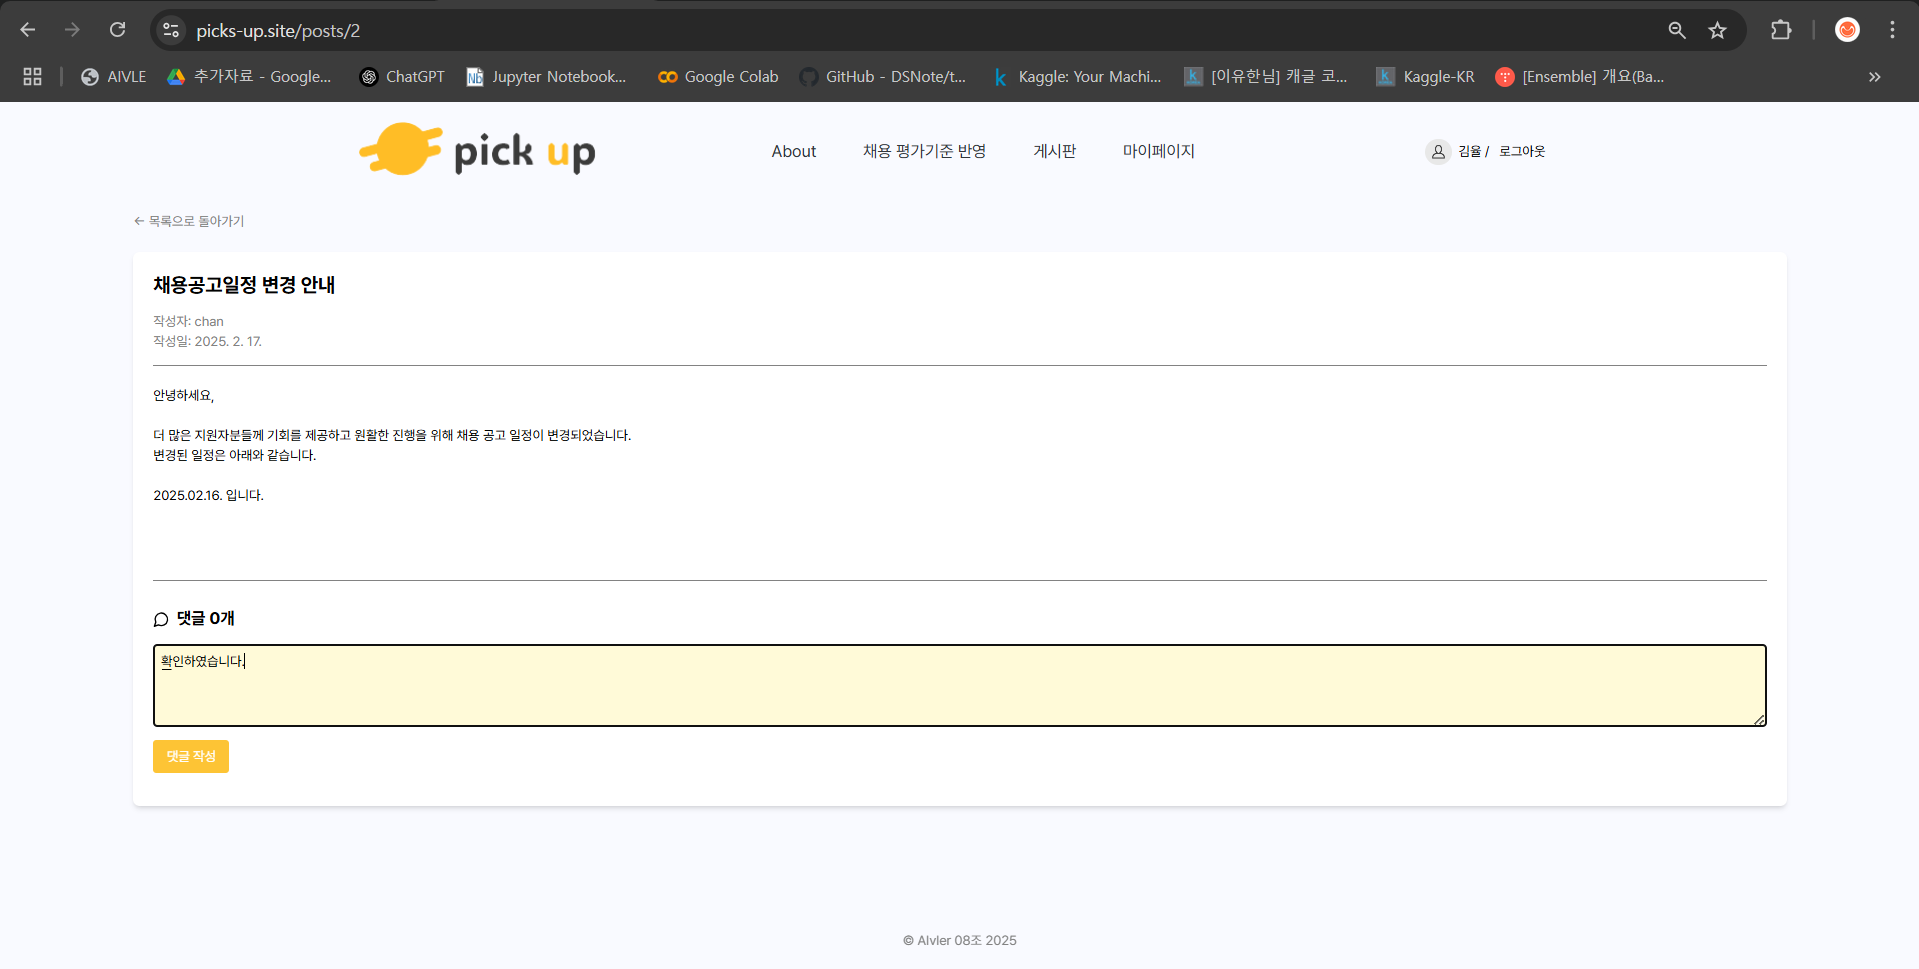 picks-up.site/posts/2
AIVLE
추가자료 - Google...
ChatGPT
Jupyter Notebook...
Google Colab
GitHub - DSNote/t...
Kaggle: Your Machi...
[이유한님] 캐글 코...
Kaggle-KR
[Ensemble] 개요(Ba...
pick up
About
채용 평가기준 반영
게시판
마이페이지
김율 / 로그아웃
← 목록으로 돌아가기
채용공고일정 변경 안내
작성자: chan
작성일: 2025. 2. 17.
안녕하세요,
더 많은 지원자분들께 기회를 제공하고 원활한 진행을 위해 채용 공고 일정이 변경되었습니다.
변경된 일정은 아래와 같습니다.
2025.02.16. 입니다.
댓글 0개
확인하였습니다.
댓글 작성
© AIvler 08조 2025